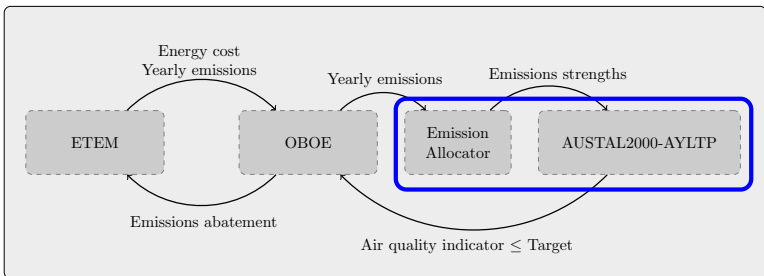 Energy cost
Yearly emissions
Yearly emissions
Emissions strengths
ETEM
OBOE
Emission
Allocator
AUSTAL2000-AYLTP
Emissions abatement
Air quality indicator ≤ Target